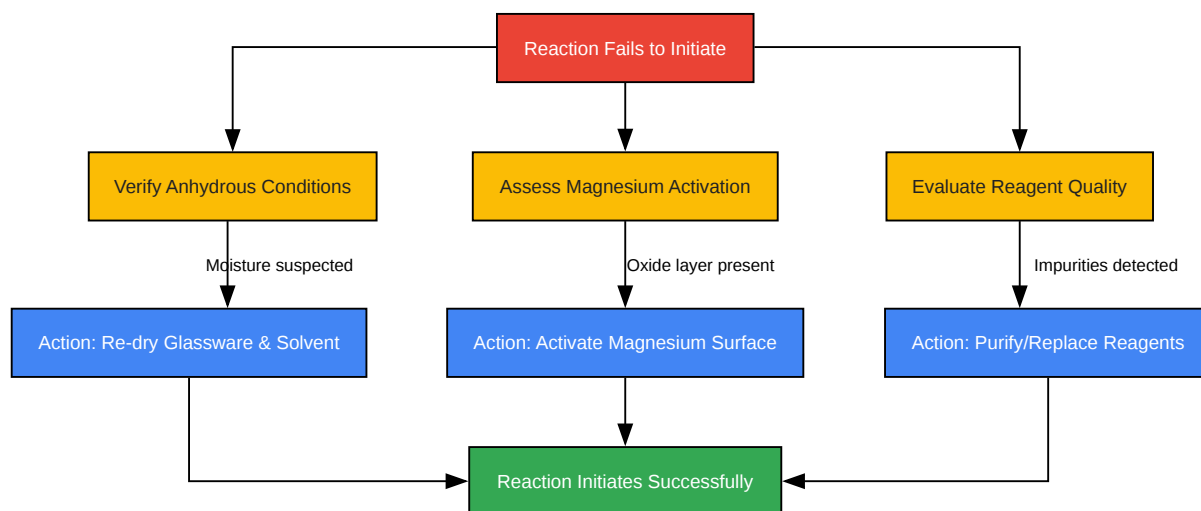 Reaction Fails to Initiate
Verify Anhydrous Conditions
Assess Magnesium Activation
Evaluate Reagent Quality
Moisture suspected
Oxide layer present
Impurities detected
Action: Re-dry Glassware & Solvent
Action: Activate Magnesium Surface
Action: Purify/Replace Reagents
Reaction Initiates Successfully